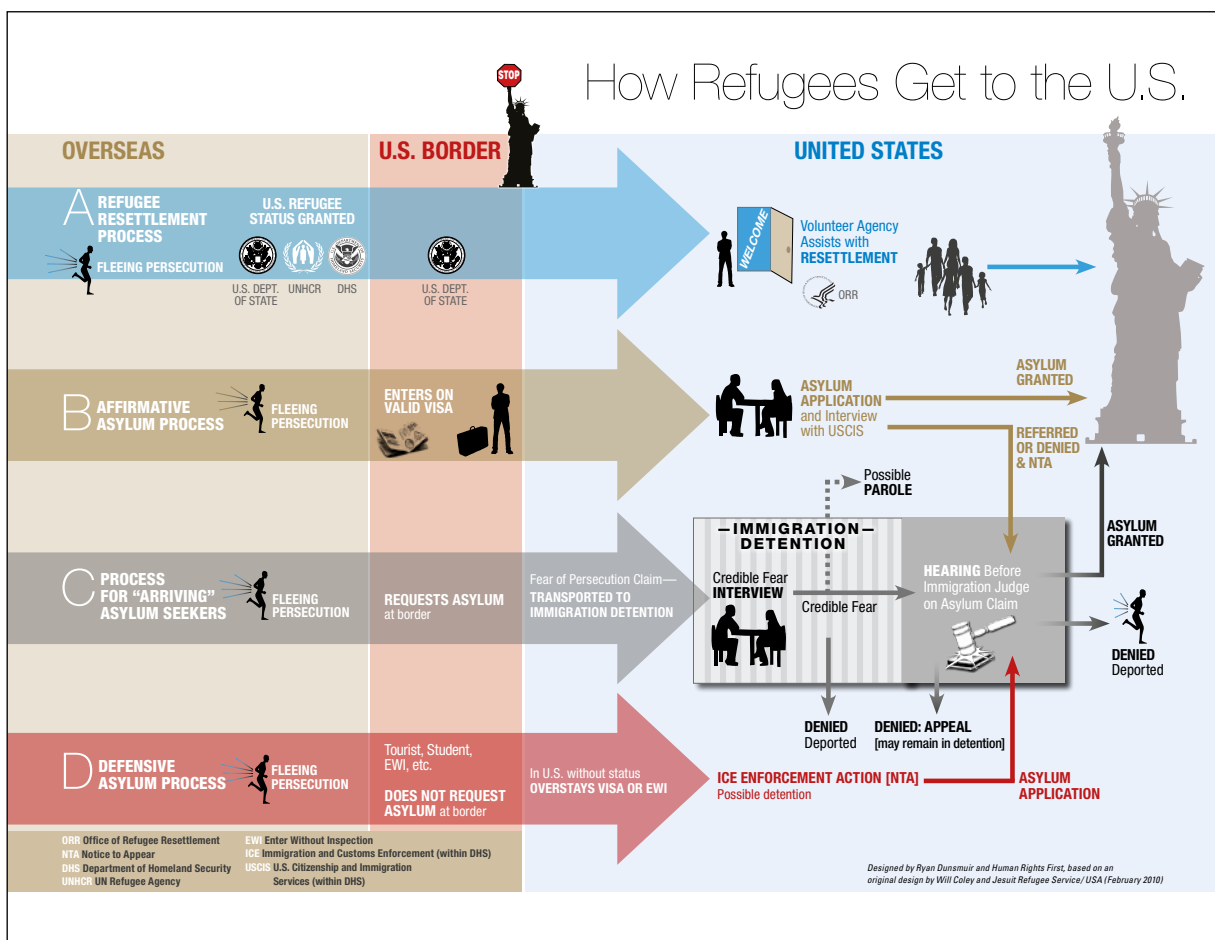 STOP
How Refugees Get to the U.S.
OVERSEAS
U.S. BORDER
UNITED STATES
A REFUGEE
RESETTLEMENT
PROCESS
FLEEING PERSECUTION
U.S. REFUGEE
STATUS GRANTED
U.S. DEPT.
OF STATE
UNHCR
DHS
U.S. DEPT.
OF STATE
WELCOME
Volunteer Agency
Assists with
RESETTLEMENT
ORR
B AFFIRMATIVE
ASYLUM PROCESS
FLEEING
PERSECUTION
ENTERS ON
VALID VISA
ASYLUM
APPLICATION
and Interview
with USCIS
ASYLUM
GRANTED
REFERRED
OR DENIED
& NTA
Possible
PAROLE
C PROCESS
FOR “ARRIVING”
ASYLUM SEEKERS
FLEEING
PERSECUTION
REQUESTS ASYLUM
at border
Fear of Persecution Claim—
TRANSPORTED TO
IMMIGRATION DETENTION
—IMMIGRATION—
DETENTION
Credible Fear
INTERVIEW
Credible Fear
HEARING Before
Immigration Judge
on Asylum Claim
ASYLUM
GRANTED
DENIED
Deported
DENIED
Deported
DENIED: APPEAL
[may remain in detention]
D DEFENSIVE
ASYLUM PROCESS
FLEEING
PERSECUTION
Tourist, Student,
EWI, etc.
DOES NOT REQUEST
ASYLUM at border
In U.S. without status
OVERSTAYS VISA OR EWI
ICE ENFORCEMENT ACTION [NTA]
Possible detention
ASYLUM
APPLICATION
ORR Office of Refugee Resettlement
NTA Notice to Appear
DHS Department of Homeland Security
UNHCR UN Refugee Agency
EWI Enter Without Inspection
ICE Immigration and Customs Enforcement (within DHS)
USCIS U.S. Citizenship and Immigration
Services (within DHS)
Designed by Ryan Dunsmuir and Human Rights First, based on an
original design by Will Coley and Jesuit Refugee Service/ USA (February 2010)